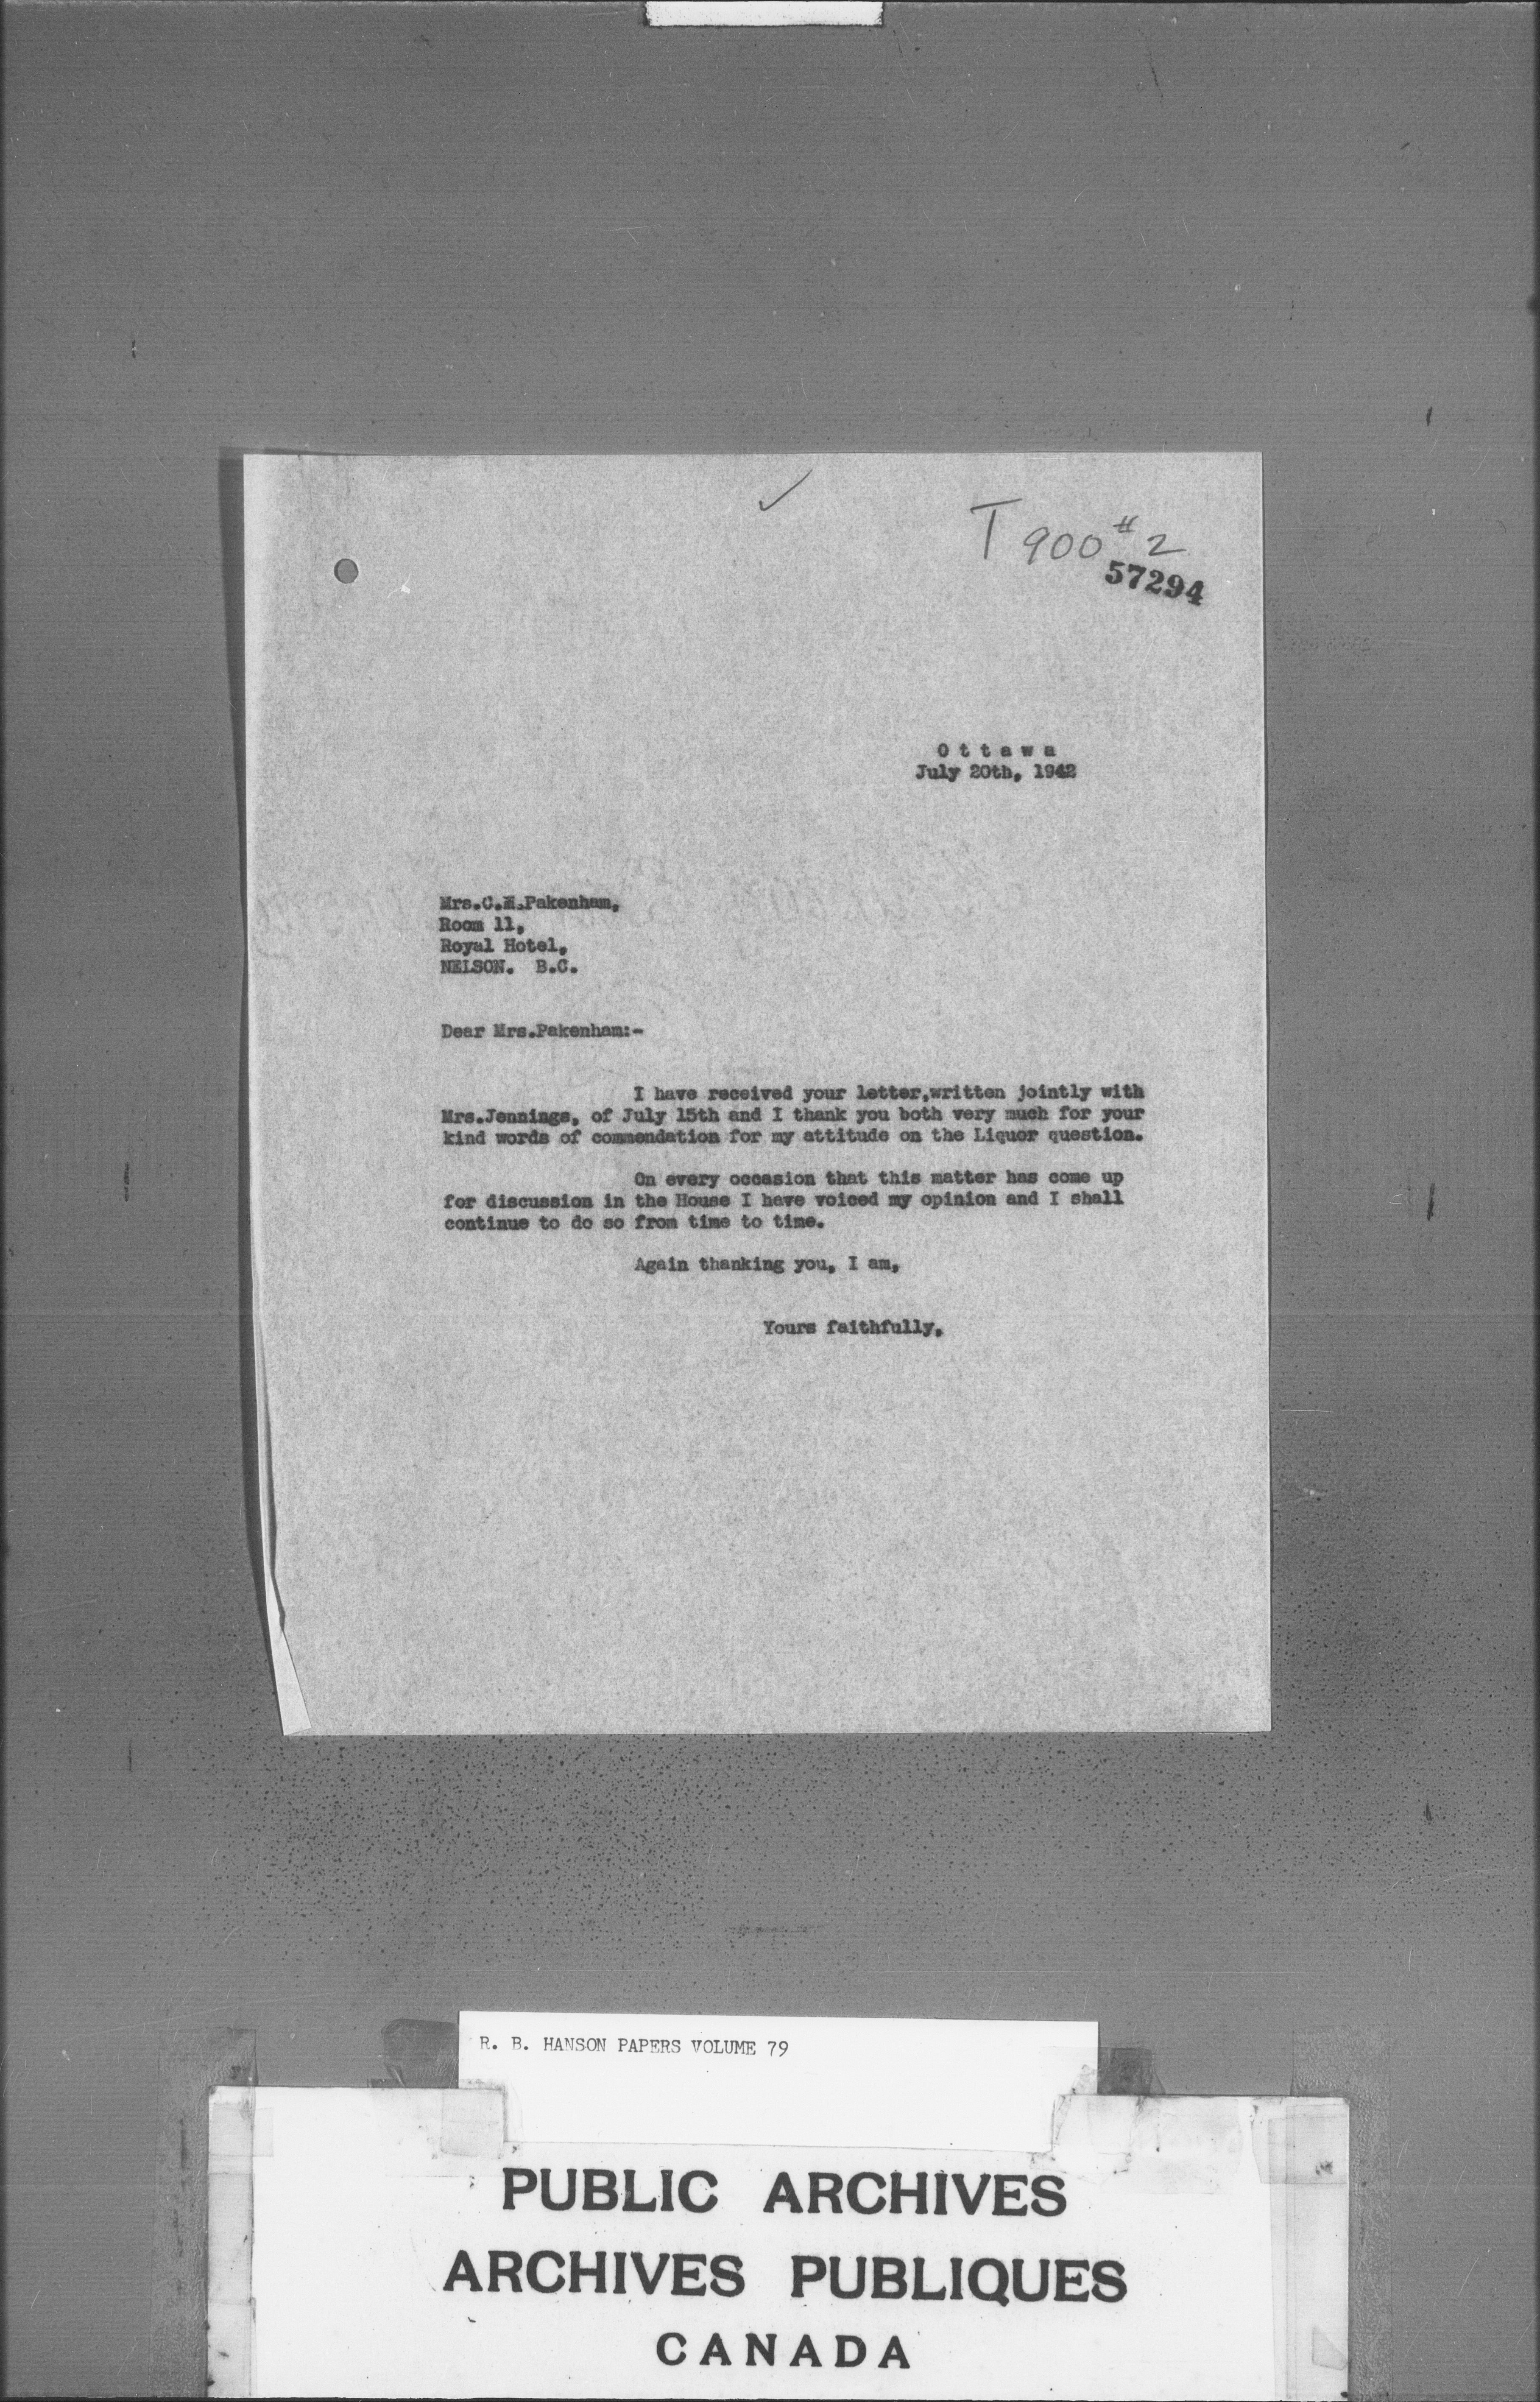 T 900 # 2
57294
Ottawa
July 20th, 1942
Mrs.C.M.Pakenham,
Room 11,
Royal Hotel,
NELSON. B.C.
Dear Mrs.Pakenham:-
I have received your letter,written jointly with
Mrs.Jennings, of July 15th and I thank you both very much for your
kind words of commendation for my attitude on the Liquor question.
On every occasion that this matter has come up
for discussion in the House I have voiced my opinion and I shall
continue to do so from time to time.
Again thanking you, I am,
Yours faithfully,
R. B. HANSON PAPERS VOLUME 79
PUBLIC ARCHIVES
ARCHIVES PUBLIQUES
CANADA